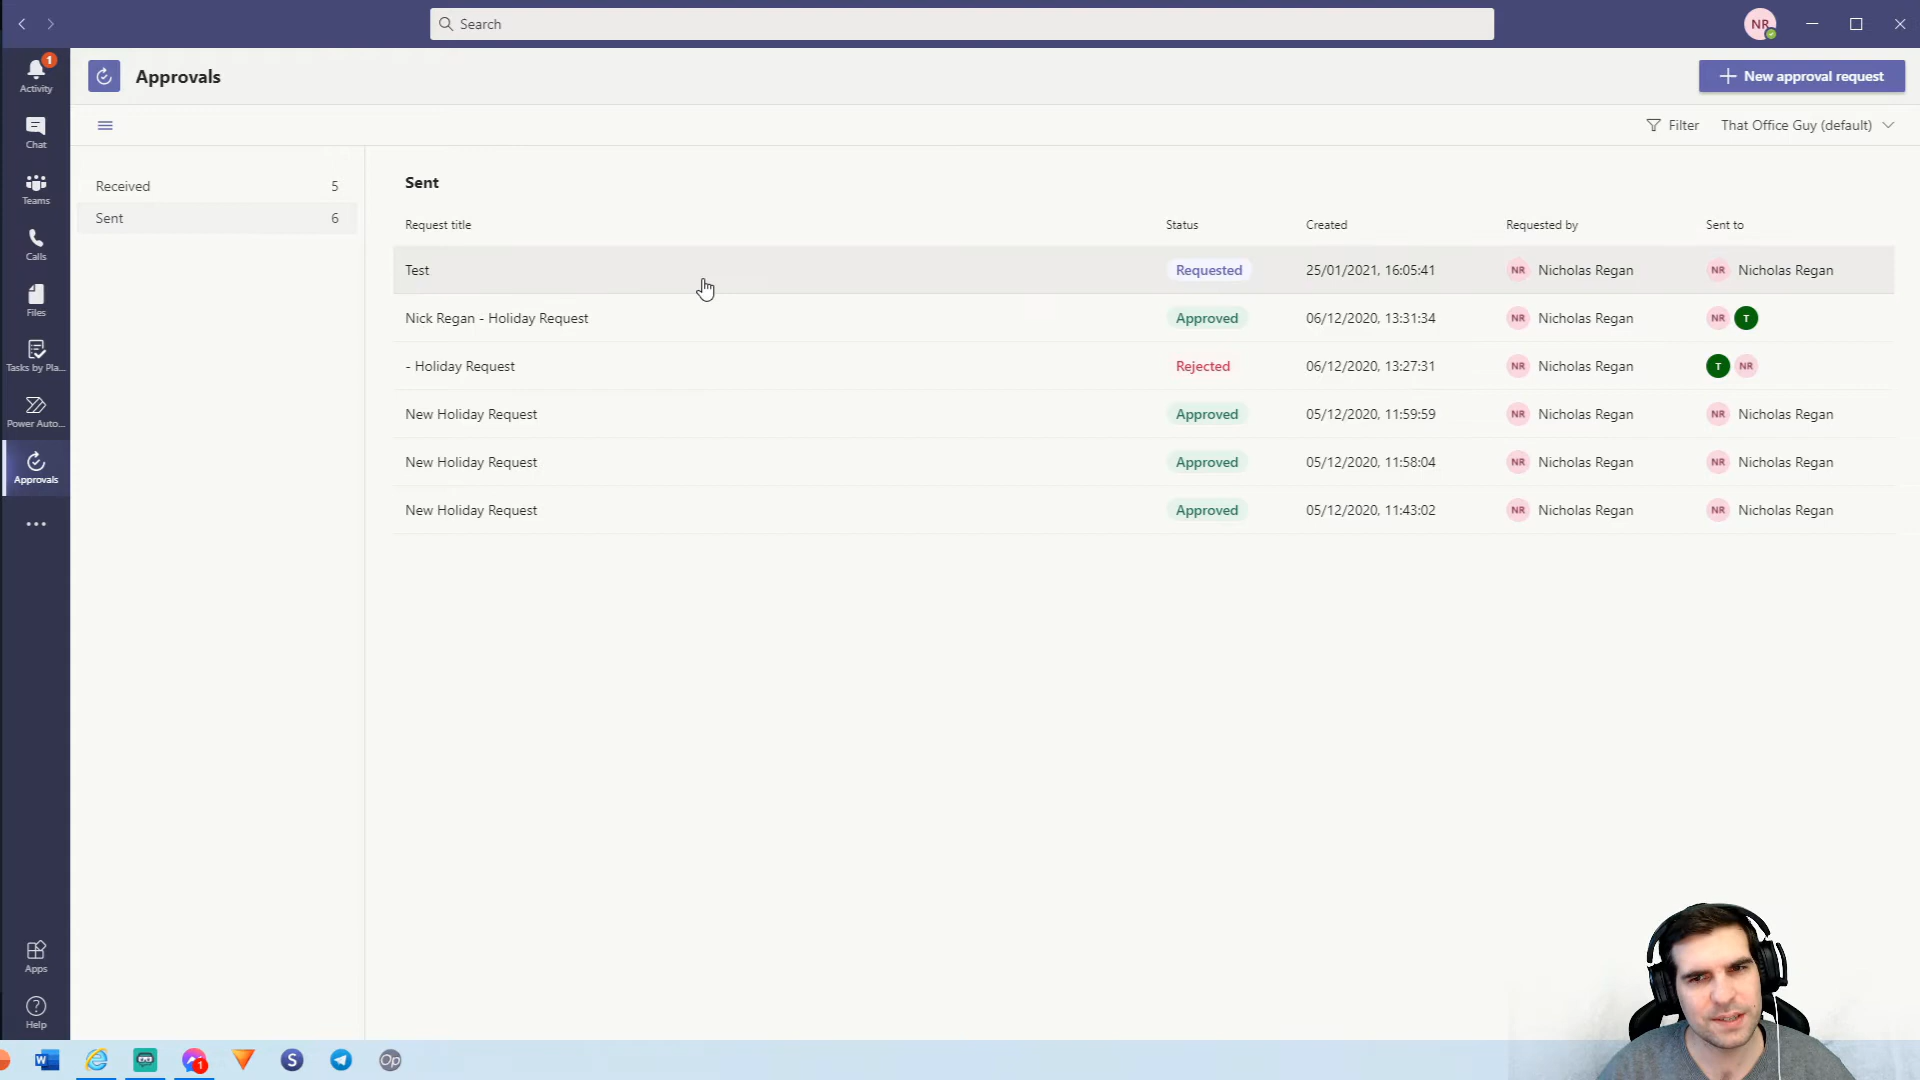 Search
NR
1
Activity
Chat
Teams
Calls
Files
Tasks by Pla...
Power Auto...
Approvals
Apps
Help
Approvals
New approval request
Filter
That Office Guy (default)
Received 5
Sent 6
Sent
Request title Status Created Requested by Sent to
Test Requested 25/01/2021, 16:05:41 NR Nicholas Regan NR Nicholas Regan
Nick Regan - Holiday Request Approved 06/12/2020, 13:31:34 NR Nicholas Regan NR T
- Holiday Request Rejected 06/12/2020, 13:27:31 NR Nicholas Regan T NR
New Holiday Request Approved 05/12/2020, 11:59:59 NR Nicholas Regan NR Nicholas Regan
New Holiday Request Approved 05/12/2020, 11:58:04 NR Nicholas Regan NR Nicholas Regan
New Holiday Request Approved 05/12/2020, 11:43:02 NR Nicholas Regan NR Nicholas Regan
W 1 S Op